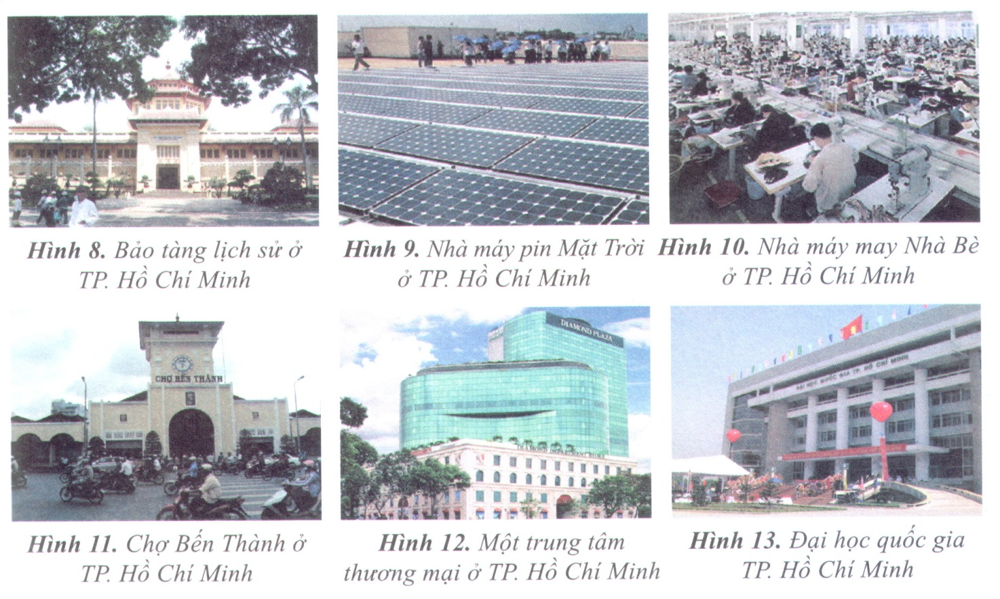 Hình 8. Bảo tàng lịch sử ở
TP. Hồ Chí Minh
Hình 9. Nhà máy pin Mặt Trời
ở TP. Hồ Chí Minh
Hình 10. Nhà máy may Nhà Bè
ở TP. Hồ Chí Minh
CHỢ BẾN THÀNH
DIAMOND PLAZA
DIAMOND DEPARTMENT STORE
ĐẠI HỌC QUỐC GIA TP. HỒ CHÍ MINH
Hình 11. Chợ Bến Thành ở
TP. Hồ Chí Minh
Hình 12. Một trung tâm
thương mại ở TP. Hồ Chí Minh
Hình 13. Đại học quốc gia
TP. Hồ Chí Minh